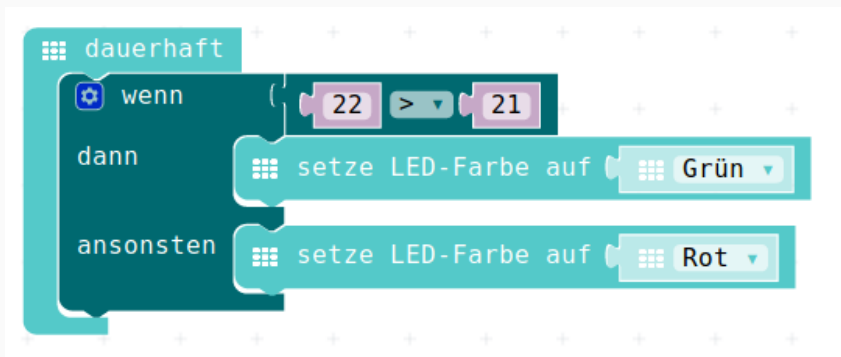 dauerhaft
wenn 22 > 21
dann
setze LED-Farbe auf Grün
ansonsten
setze LED-Farbe auf Rot